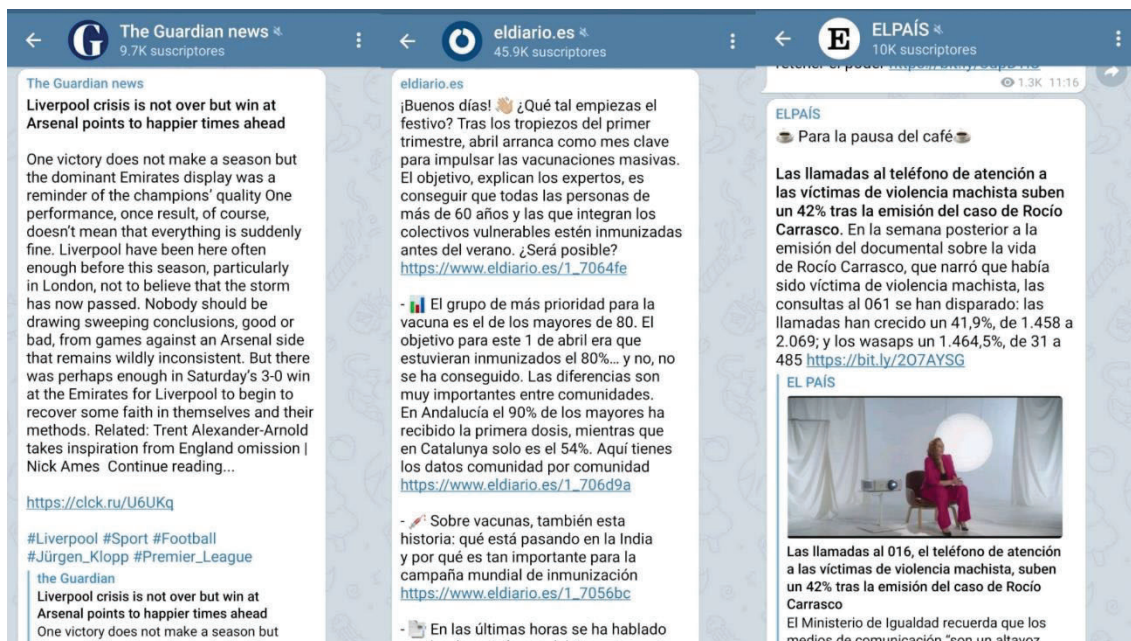 The Guardian news
9.7K suscriptores
The Guardian news
Liverpool crisis is not over but win at
Arsenal points to happier times ahead
One victory does not make a season but
the dominant Emirates display was a
reminder of the champions' quality One
performance, once result, of course,
doesn't mean that everything is suddenly
fine. Liverpool have been here often
enough before this season, particularly
in London, not to believe that the storm
has now passed. Nobody should be
drawing sweeping conclusions, good or
bad, from games against an Arsenal side
that remains wildly inconsistent. But there
was perhaps enough in Saturday's 3-0 win
at the Emirates for Liverpool to begin to
recover some faith in themselves and their
methods. Related: Trent Alexander-Arnold
takes inspiration from England omission |
Nick Ames Continue reading...
https://clck.ru/U6UKq
#Liverpool #Sport #Football
#Jürgen_Klopp #Premier_League
the Guardian
Liverpool crisis is not over but win at
Arsenal points to happier times ahead
One victory does not make a season but
eldiario.es
45.9K suscriptores
eldiario.es
¡Buenos días! 👋🏼 ¿Qué tal empiezas el
festivo? Tras los tropiezos del primer
trimestre, abril arranca como mes clave
para impulsar las vacunaciones masivas.
El objetivo, explican los expertos, es
conseguir que todas las personas de
más de 60 años y las que integran los
colectivos vulnerables estén inmunizadas
antes del verano. ¿Será posible?
https://www.eldiario.es/1_7064fe
- 📊 El grupo de más prioridad para la
vacuna es el de los mayores de 80. El
objetivo para este 1 de abril era que
estuvieran inmunizados el 80%... y no, no
se ha conseguido. Las diferencias son
muy importantes entre comunidades.
En Andalucía el 90% de los mayores ha
recibido la primera dosis, mientras que
en Catalunya solo es el 54%. Aquí tienes
los datos comunidad por comunidad
https://www.eldiario.es/1_706d9a
- 💉 Sobre vacunas, también esta
historia: qué está pasando en la India
y por qué es tan importante para la
campaña mundial de inmunización
https://www.eldiario.es/1_7056bc
- 📑 En las últimas horas se ha hablado
E
ELPAÍS
10K suscriptores
retener el poder
1.3K 11:16
ELPAÍS
☕ Para la pausa del café☕
Las llamadas al teléfono de atención a
las víctimas de violencia machista suben
un 42% tras la emisión del caso de Rocío
Carrasco. En la semana posterior a la
emisión del documental sobre la vida
de Rocío Carrasco, que narró que había
sido víctima de violencia machista, las
consultas al 061 se han disparado: las
llamadas han crecido un 41,9%, de 1.458 a
2.069; y los wasaps un 1.464,5%, de 31 a
485 https://bit.ly/2O7AYSG
EL PAÍS
Las llamadas al 016, el teléfono de atención
a las víctimas de violencia machista, suben
un 42% tras la emisión del caso de Rocío
Carrasco
El Ministerio de Igualdad recuerda que los
medios de comunicación "son un altavoz